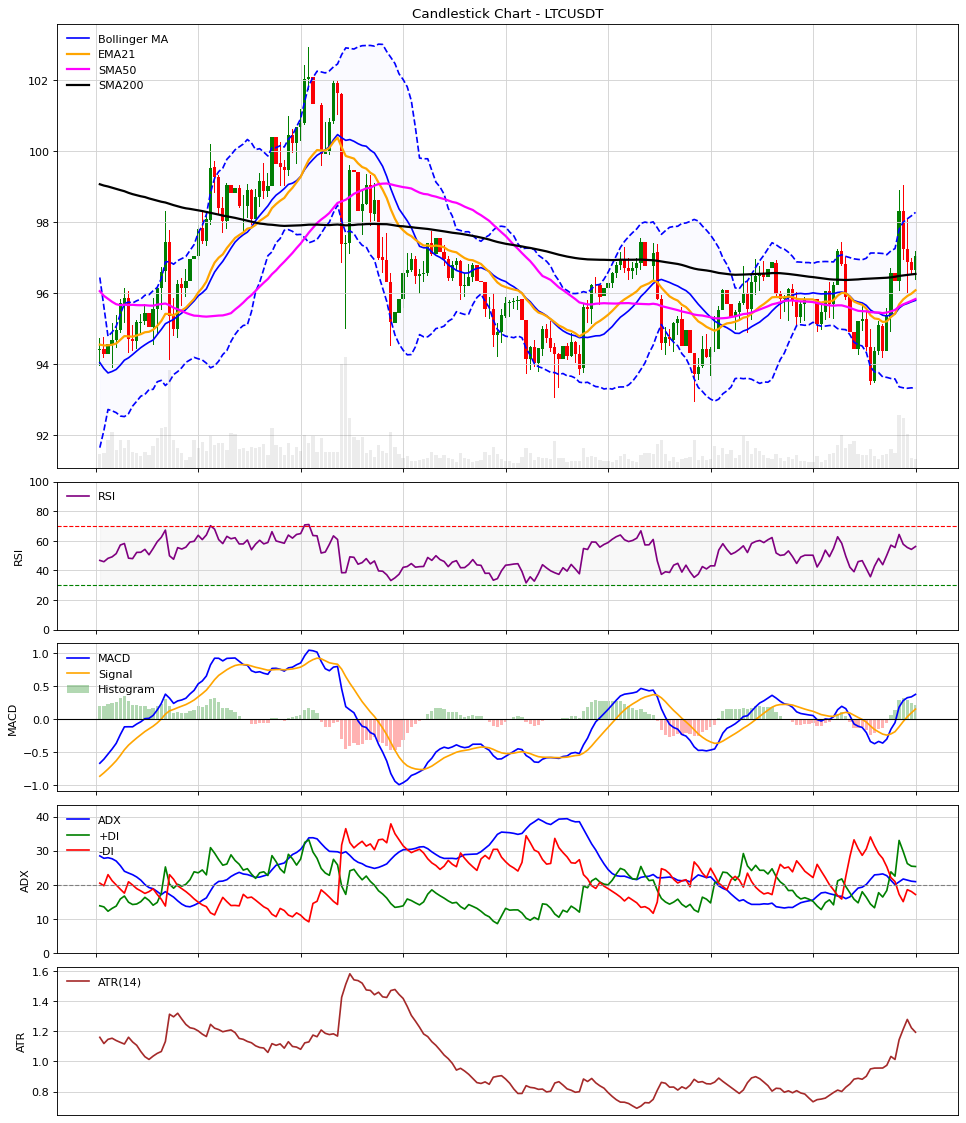 Candlestick Chart - LTCUSDT
Bollinger MA
EMA21
SMA50
SMA200
102
100
98
96
94
92
RSI
100
80
60
40
20
0
RSI
MACD
Signal
Histogram
1.0
0.5
0.0
−0.5
−1.0
MACD
ADX
+DI
-DI
40
30
20
10
0
ADX
ATR(14)
1.6
1.4
1.2
1.0
0.8
ATR